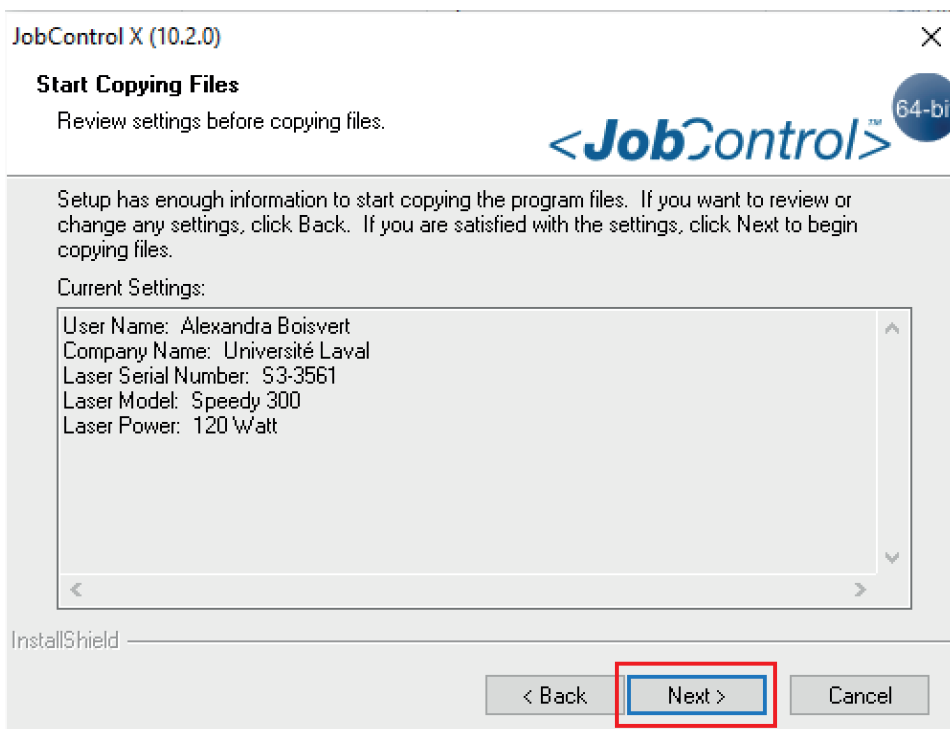 JobControl X (10.2.0)
Start Copying Files
Review settings before copying files.
64-bi
<JobControl>™
Setup has enough information to start copying the program files.  If you want to review or
change any settings, click Back.  If you are satisfied with the settings, click Next to begin
copying files.
Current Settings:
User Name:  Alexandra Boisvert
Company Name:  Université Laval
Laser Serial Number:  S3-3561
Laser Model:  Speedy 300
Laser Power:  120 Watt
InstallShield
< Back
Next >
Cancel